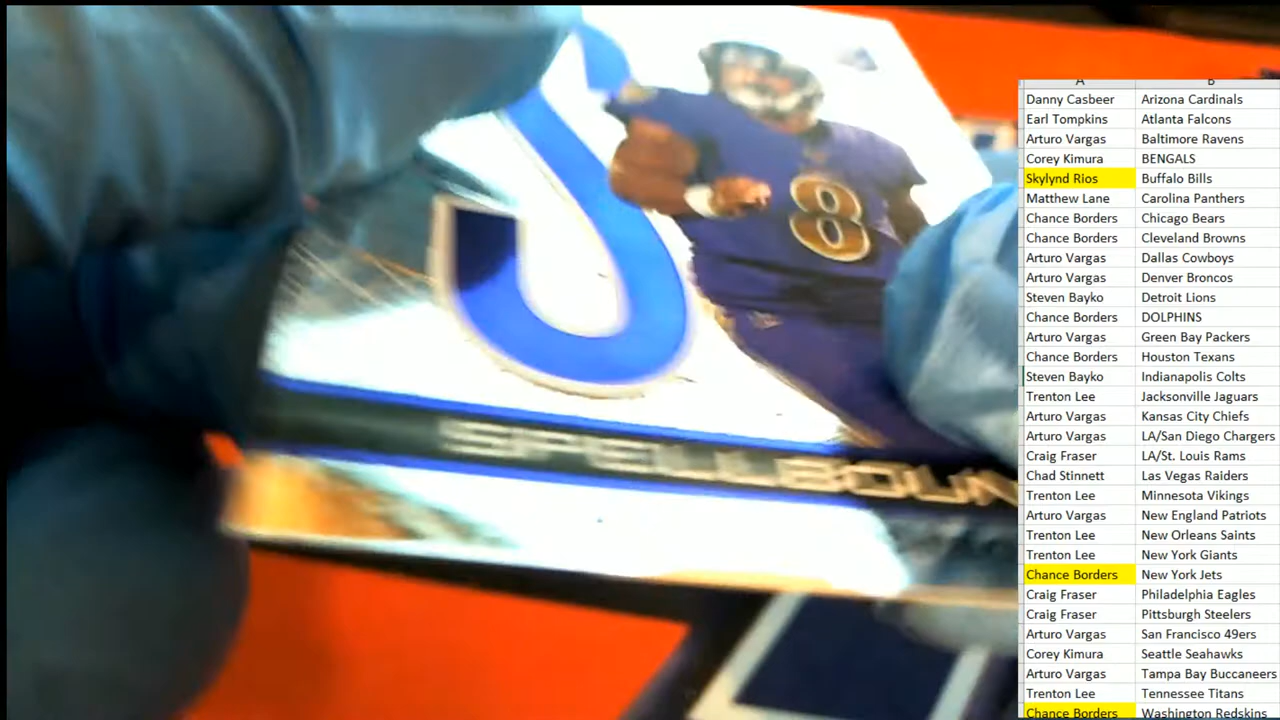 J
8
SPELLBOUN
A B
Danny Casbeer Arizona Cardinals
Earl Tompkins Atlanta Falcons
Arturo Vargas Baltimore Ravens
Corey Kimura BENGALS
Skylynd Rios Buffalo Bills
Matthew Lane Carolina Panthers
Chance Borders Chicago Bears
Chance Borders Cleveland Browns
Arturo Vargas Dallas Cowboys
Arturo Vargas Denver Broncos
Steven Bayko Detroit Lions
Chance Borders DOLPHINS
Arturo Vargas Green Bay Packers
Chance Borders Houston Texans
Steven Bayko Indianapolis Colts
Trenton Lee Jacksonville Jaguars
Arturo Vargas Kansas City Chiefs
Arturo Vargas LA/San Diego Chargers
Craig Fraser LA/St. Louis Rams
Chad Stinnett Las Vegas Raiders
Trenton Lee Minnesota Vikings
Arturo Vargas New England Patriots
Trenton Lee New Orleans Saints
Trenton Lee New York Giants
Chance Borders New York Jets
Craig Fraser Philadelphia Eagles
Craig Fraser Pittsburgh Steelers
Arturo Vargas San Francisco 49ers
Corey Kimura Seattle Seahawks
Arturo Vargas Tampa Bay Buccaneers
Trenton Lee Tennessee Titans
Chance Borders Washington Redskins